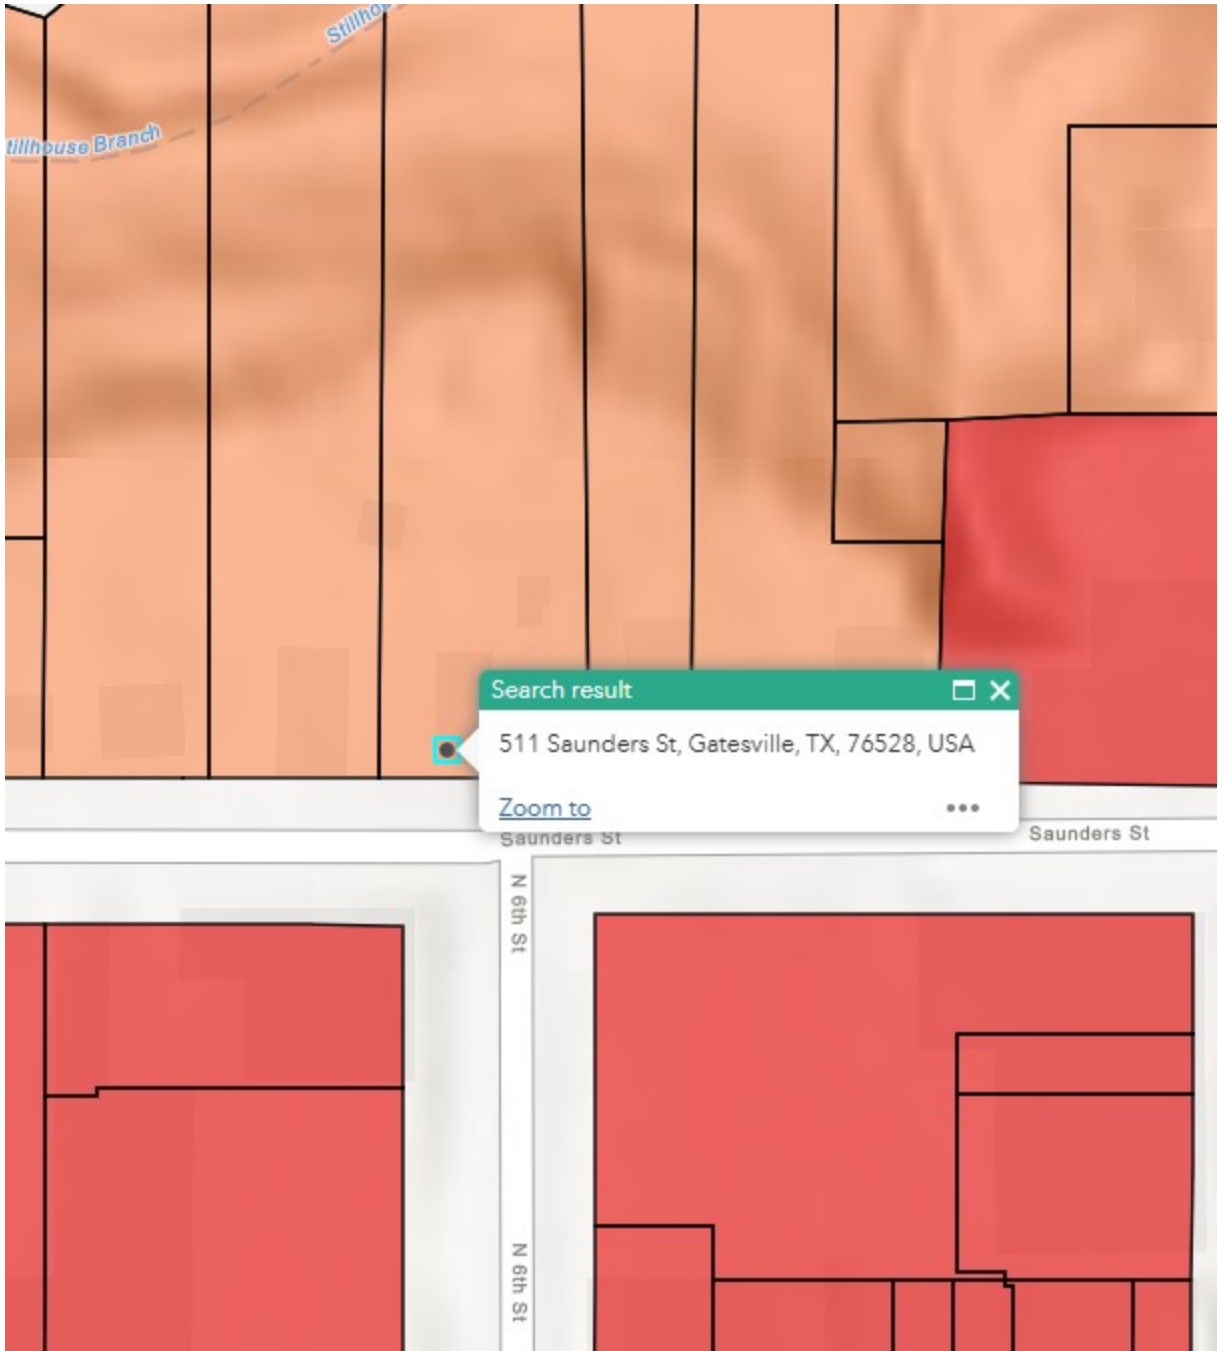 Stillho
tillhouse Branch
Search result
511 Saunders St, Gatesville, TX, 76528, USA
Zoom to
Saunders St
Saunders St
N 6th St
N 6th St